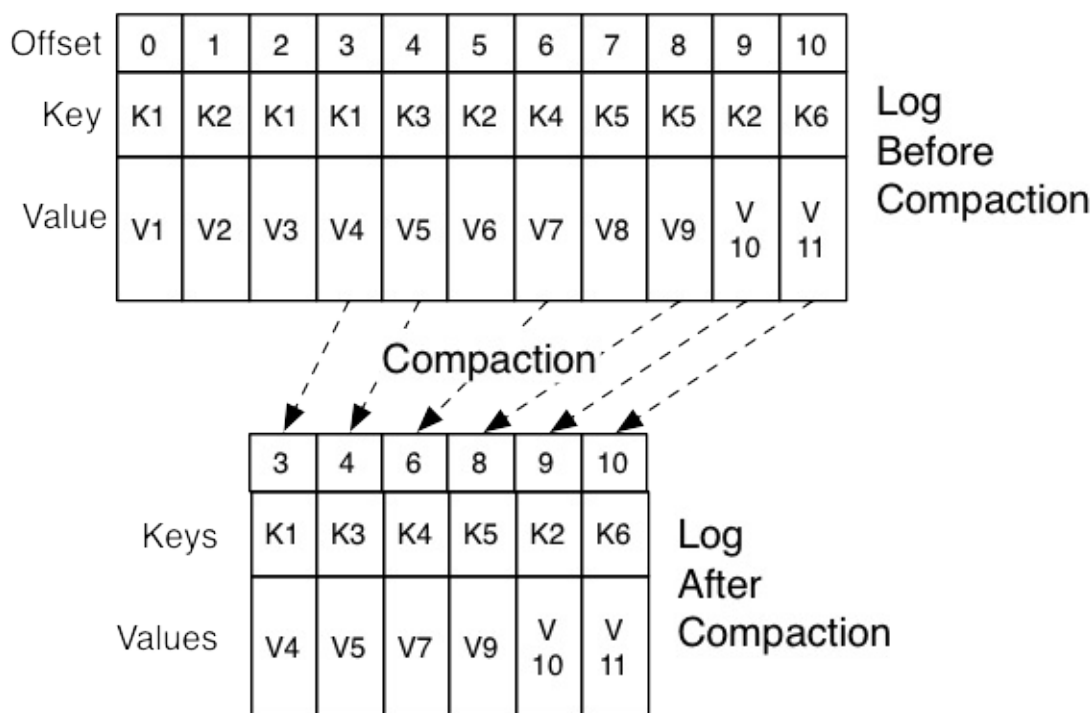 Offset 0 1 2 3 4 5 6 7 8 9 10
Key K1 K2 K1 K1 K3 K2 K4 K5 K5 K2 K6
Value V1 V2 V3 V4 V5 V6 V7 V8 V9 V 10 V 11
Log
Before
Compaction
Compaction
3 4 6 8 9 10
Keys K1 K3 K4 K5 K2 K6
Values V4 V5 V7 V9 V 10 V 11
Log
After
Compaction